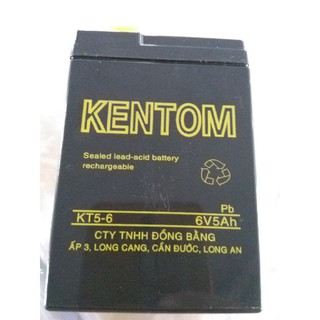 KENTOM
Sealed lead-acid battery
rechargeable
Pb
KT5-6 6V5Ah
CTY TNHH ĐỒNG BẰNG
ẤP 3, LONG CANG, CẦN ĐƯỚC, LONG AN